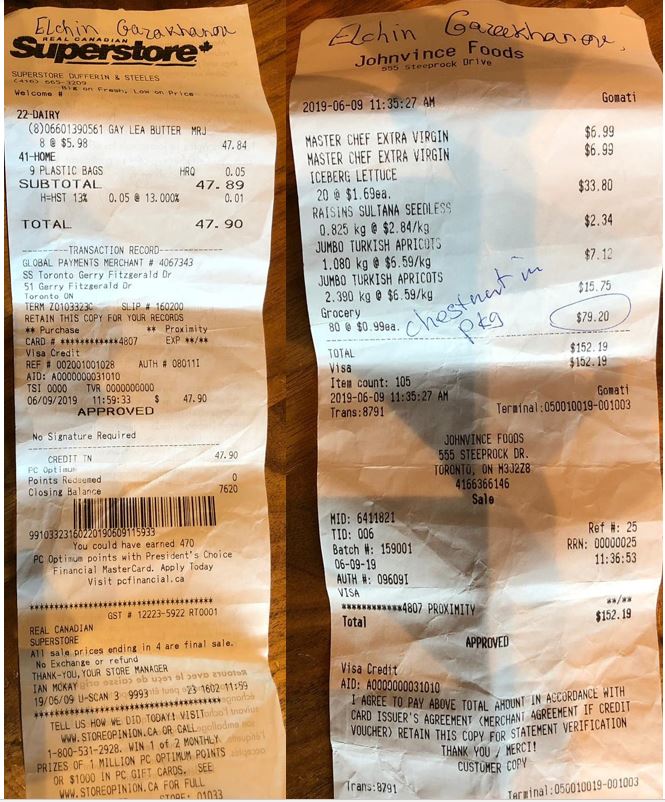 Elchin Garakhanov
REAL CANADIAN
Superstore
SUPERSTORE DUFFERIN & STEELES
(416) 665-3209
Big on Fresh, Low on Price
Welcome #
22-DAIRY
(8)06601390561 GAY LEA BUTTER MRJ
8 @ $5.98 47.84
41-HOME
9 PLASTIC BAGS HRQ 0.05
SUBTOTAL 47.89
H=HST 13% 0.05 @ 13.000% 0.01
TOTAL 47.90
TRANSACTION RECORD
GLOBAL PAYMENTS MERCHANT # 4067343
SS Toronto Gerry Fitzgerald Dr
51 Gerry Fitzgerald Dr
Toronto ON
TERM Z0103323C SLIP # 160200
RETAIN THIS COPY FOR YOUR RECORDS
** Purchase ** Proximity
CARD # ************4807 EXP **/**
Visa Credit
REF # 002001001028 AUTH # 08011I
AID: A0000000031010
TSI 0000 TVR 0000000000
06/09/2019 11:59:33 $ 47.90
APPROVED
No Signature Required
CREDIT TN 47.90
PC Optimum
Points Redeemed 0
Closing Balance 7620
9910332316022019060911593​3
You could have earned 470
PC Optimum points with President's Choice
Financial MasterCard. Apply Today
Visit pcfinancial.ca
GST # 12223-5922 RT0001
REAL CANADIAN
SUPERSTORE
All sale prices ending in 4 are final sale.
No Exchange or refund
THANK-YOU, YOUR STORE MANAGER
IAN MCKAY
19/06/09 U-SCAN 3 9993 23 1602 11:59
TELL US HOW WE DID TODAY! VISIT
WWW.STOREOPINION.CA OR CALL
1-800-531-2928. WIN 1 of 2 MONTHLY
PRIZES OF 1 MILLION PC OPTIMUM POINTS
OR $1000 IN PC GIFT CARDS. SEE
WWW.STOREOPINION.CA FOR FULL
STORE: 01033
Elchin Garakhanov,
Johnvince Foods
555 Steeprock Drive
2019-06-09 11:35:27 AM Gomati
MASTER CHEF EXTRA VIRGIN $6.99
MASTER CHEF EXTRA VIRGIN $6.99
ICEBERG LETTUCE
20 @ $1.69ea. $33.80
RAISINS SULTANA SEEDLESS
0.825 kg @ $2.84/kg $2.34
JUMBO TURKISH APRICOTS
1.080 kg @ $6.59/kg $7.12
JUMBO TURKISH APRICOTS
2.390 kg @ $6.59/kg $15.75
Grocery
80 @ $0.99ea. $79.20
chestnut in
pkg
TOTAL $152.19
Visa $152.19
Item count: 105
2019-06-09 11:35:27 AM Gomati
Trans:8791 Terminal:050010019-001003
JOHNVINCE FOODS
555 STEEPROCK DR.
TORONTO, ON M3J2Z8
4166366146
Sale
MID: 6411821
TID: 006 Ref #: 25
Batch #: 159001 RRN: 00000025
06-09-19 11:36:53
AUTH #: 09609I
VISA
************4807 PROXIMITY **/**
Total $152.19
APPROVED
Visa Credit
AID: A0000000031010
I AGREE TO PAY ABOVE TOTAL AMOUNT IN ACCORDANCE WITH
CARD ISSUER'S AGREEMENT (MERCHANT AGREEMENT IF CREDIT
VOUCHER) RETAIN THIS COPY FOR STATEMENT VERIFICATION
THANK YOU / MERCI!
CUSTOMER COPY
Trans:8791 Terminal:050010019-001003